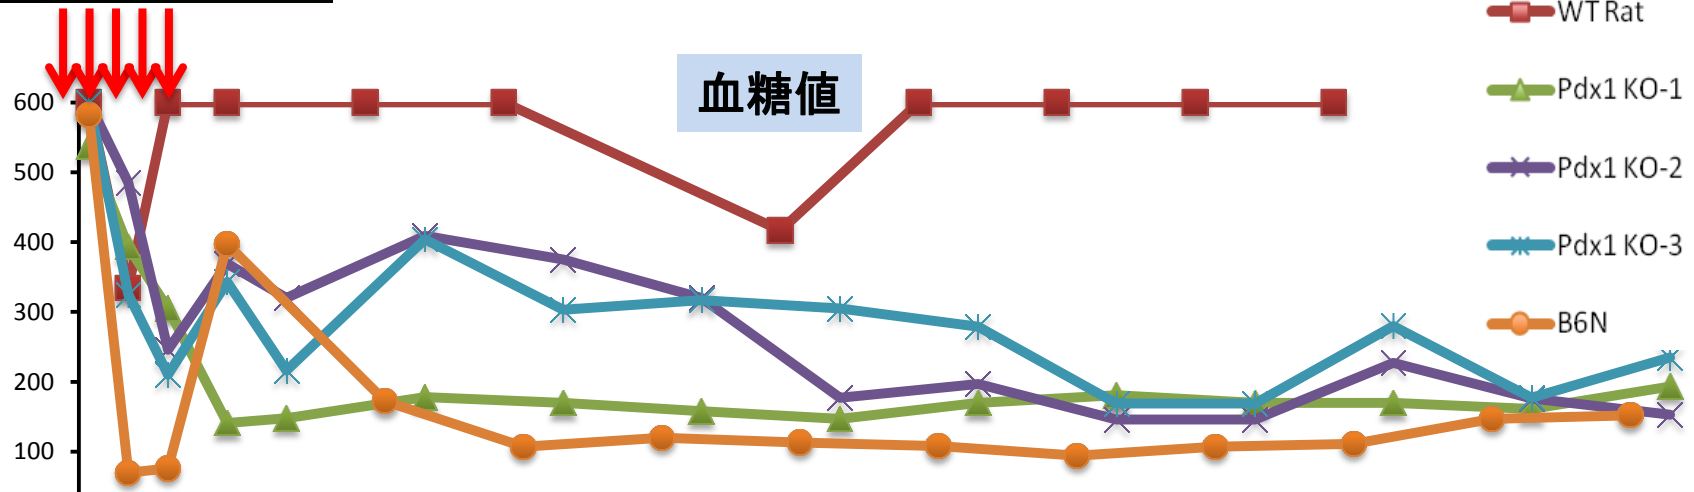 血糖値
600
500
400
300
200
100
WT Rat
Pdx1 KO-1
Pdx1 KO-2
Pdx1 KO-3
B6N